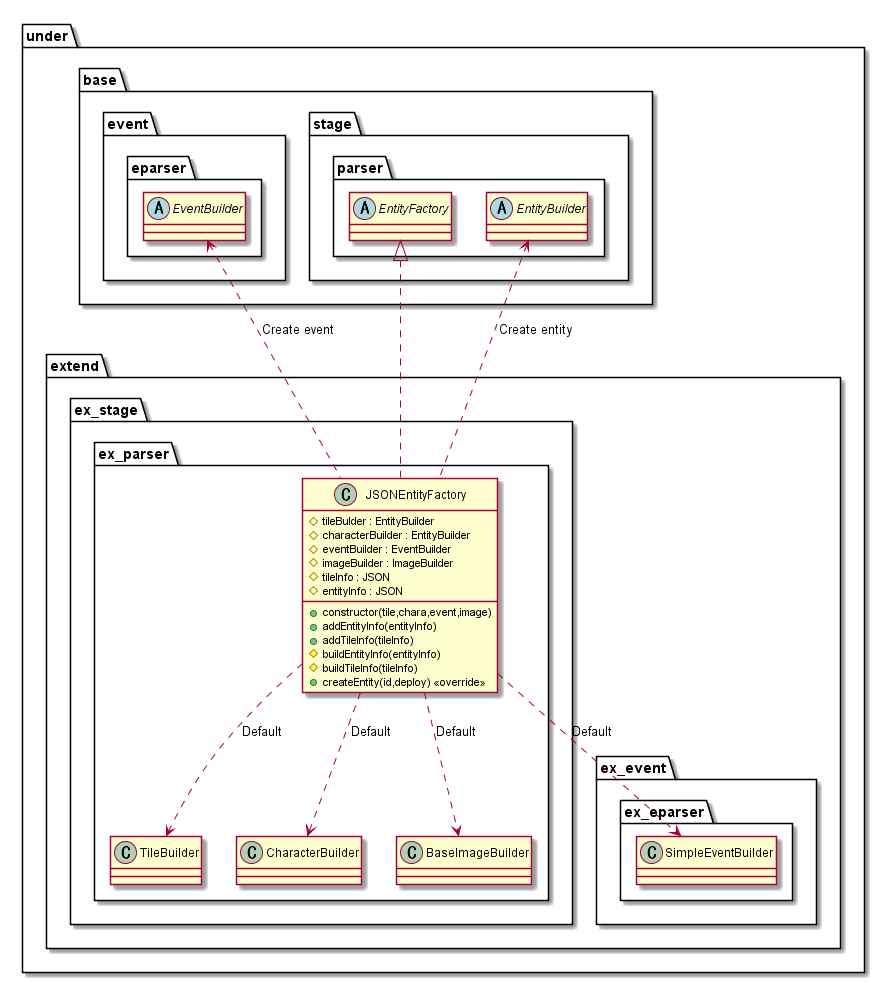 under
base
event
stage
eparser
parser
A EventBuilder
A EntityFactory
A EntityBuilder
Create event
Create entity
extend
ex_stage
ex_parser
C JSONEntityFactory
tileBulder : EntityBuilder
characterBuilder : EntityBuilder
eventBuilder : EventBuilder
imageBuilder : ImageBuilder
tileInfo : JSON
entityInfo : JSON
constructor(tile,chara,event,image)
addEntityInfo(entityInfo)
addTileInfo(tileInfo)
buildEntityInfo(entityInfo)
buildTileInfo(tileInfo)
createEntity(id,deploy) «override»
Default
Default
Default
Default
ex_event
ex_eparser
C TileBuilder
C CharacterBuilder
C BaseImageBuilder
C SimpleEventBuilder